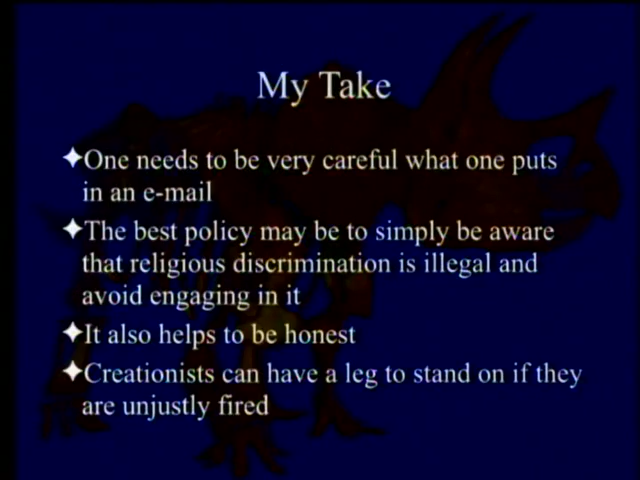 My Take
One needs to be very careful what one puts
in an e-mail
The best policy may be to simply be aware
that religious discrimination is illegal and
avoid engaging in it
It also helps to be honest
Creationists can have a leg to stand on if they
are unjustly fired